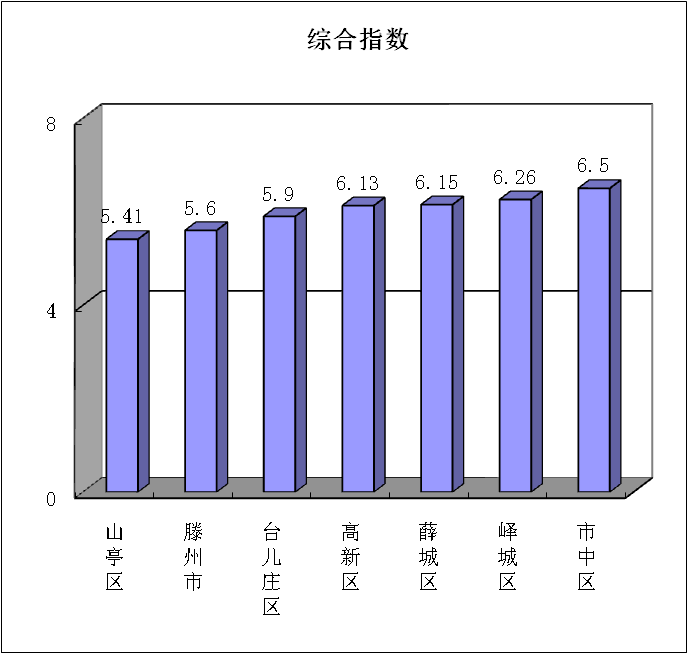 综合指数
8
4
0
5.41
5.6
5.9
6.13
6.15
6.26
6.5
山亭区
滕州市
台儿庄区
高新区
薛城区
峄城区
市中区